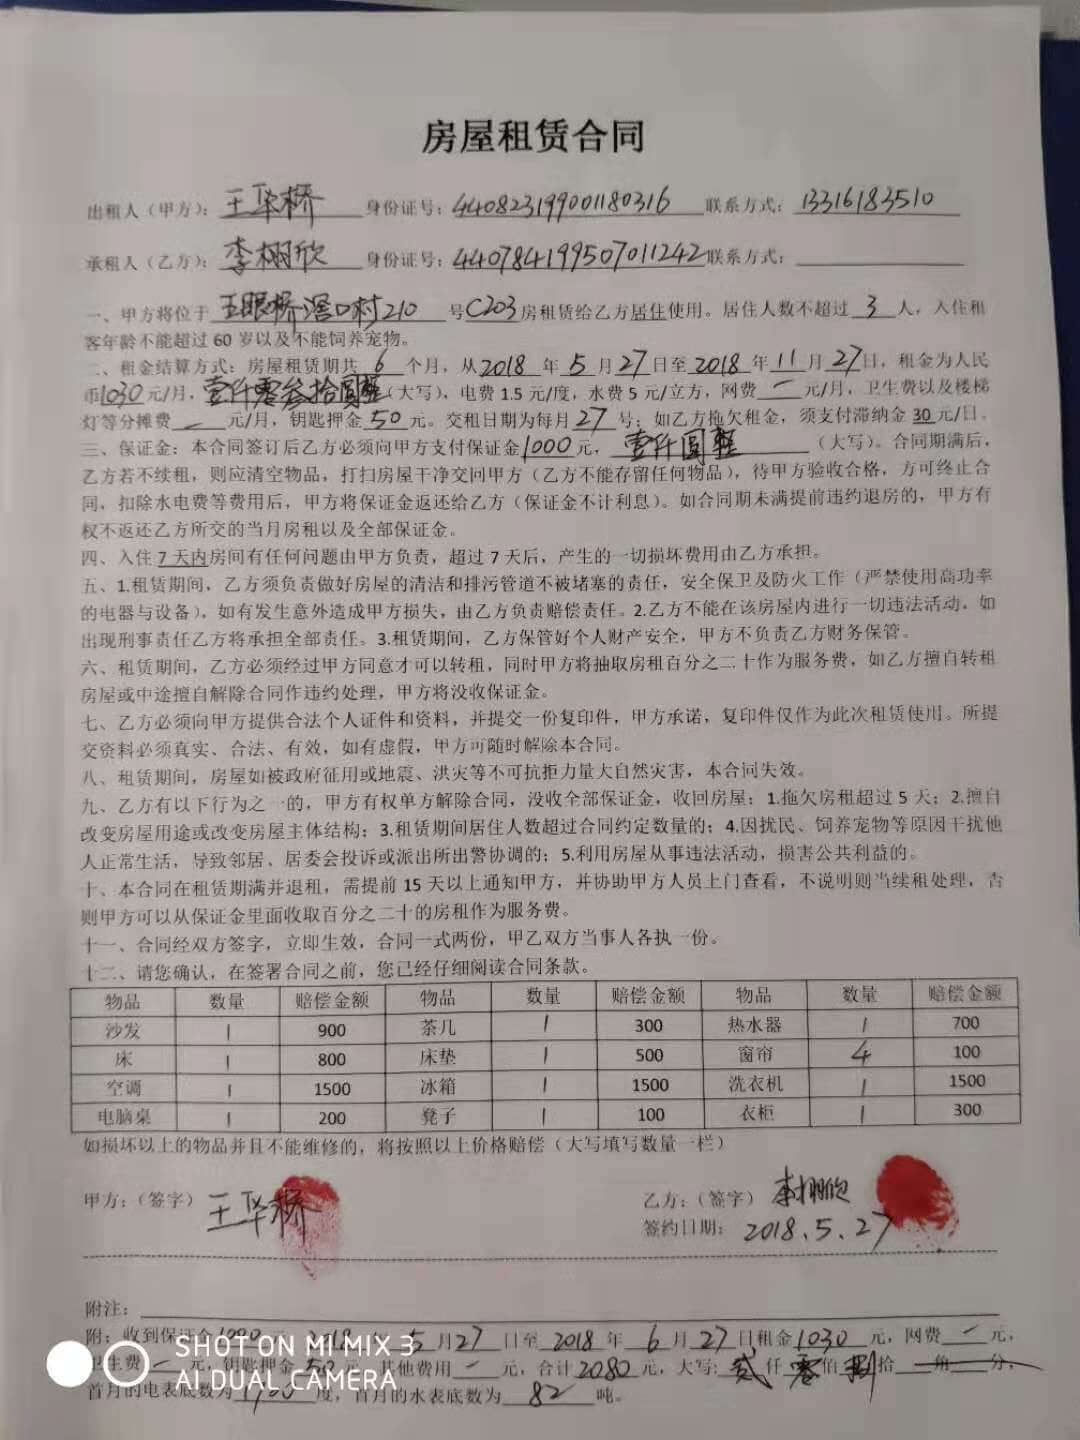 房屋租赁合同
出租人（甲方）：王华桥 身份证号：440823199001180316 联系方式：13316183510
承租人（乙方）：李栩欣 身份证号：440784199507011242 联系方式：
一、甲方将位于 王眼桥滘口村210 号C203房租赁给乙方居住使用。居住人数不超过 3 人，入住租
客年龄不能超过 60 岁以及不能饲养宠物。
二、租金结算方式：房屋租赁期共 6 个月，从2018 年 5 月27日至 2018 年 11 月 27日，租金为人民
币1030元/月，壹仟零叁拾圆整（大写），电费 1.5 元/度，水费 5 元/立方，网费 一 元/月，卫生费以及楼梯
灯等分摊费 一 元/月，钥匙押金 50 元。交租日期为每月 27 号；如乙方拖欠租金，须支付滞纳金 30 元/日。
三、保证金：本合同签订后乙方必须向甲方支付保证金1000元，壹仟圆整（大写）。合同期满后，
乙方若不续租，则应清空物品，打扫房屋干净交回甲方（乙方不能存留任何物品），待甲方验收合格，方可终止合
同，扣除水电费等费用后，甲方将保证金返还给乙方（保证金不计利息）。如合同期未满提前违约退房的，甲方有
权不返还乙方所交的当月房租以及全部保证金。
四、入住 7 天内房间有任何问题由甲方负责，超过 7 天后，产生的一切损坏费用由乙方承担。
五、1.租赁期间，乙方须负责做好房屋的清洁和排污管道不被堵塞的责任，安全保卫及防火工作（严禁使用高功率
的电器与设备），如有发生意外造成甲方损失，由乙方负责赔偿责任。2.乙方不能在该房屋内进行一切违法活动，如
出现刑事责任乙方将承担全部责任。3.租赁期间，乙方保管好个人财产安全，甲方不负责乙方财务保管。
六、租赁期间，乙方必须经过甲方同意才可以转租，同时甲方将抽取房租百分之二十作为服务费，如乙方擅自转租
房屋或中途擅自解除合同作违约处理，甲方将没收保证金。
七、乙方必须向甲方提供合法个人证件和资料，并提交一份复印件，甲方承诺，复印件仅作为此次租赁使用。所提
交资料必须真实、合法、有效，如有虚假，甲方可随时解除本合同。
八、租赁期间，房屋如被政府征用或地震、洪灾等不可抗拒力量大自然灾害，本合同失效。
九、乙方有以下行为之一的，甲方有权单方解除合同，没收全部保证金，收回房屋：1.拖欠房租超过 5 天；2.擅自
改变房屋用途或改变房屋主体结构；3.租赁期间居住人数超过合同约定数量的；4.因扰民、饲养宠物等原因干扰他
人正常生活，导致邻居、居委会投诉或派出所出警协调的；5.利用房屋从事违法活动，损害公共利益的。
十、本合同在租赁期满并退租，需提前 15 天以上通知甲方，并协助甲方人员上门查看，不说明则当续租处理，否
则甲方可以从保证金里面收取百分之二十的房租作为服务费。
十一、合同经双方签字，立即生效，合同一式两份，甲乙双方当事人各执一份。
十二、请您确认，在签署合同之前，您已经仔细阅读合同条款。
物品 数量 赔偿金额 物品 数量 赔偿金额 物品 数量 赔偿金额
沙发 1 900 茶几 1 300 热水器 1 700
床 1 800 床垫 1 500 窗帘 4 100
空调 1 1500 冰箱 1 1500 洗衣机 1 1500
电脑桌 1 200 凳子 1 100 衣柜 1 300
如损坏以上的物品并且不能维修的，将按照以上价格赔偿（大写填写数量一栏）
甲方：（签字）王华桥 乙方：（签字）李栩欣
签约日期：2018.5.27
附注：
附：收到保证金1000 2018 年 5 月27 日至 2018 年 6 月 27 日租金1030 元，网费 一 元，
卫生费 一 元，钥匙押金 50 元，其他费用 一 元，合计 2080 元，大写：贰 仟 零 佰 捌 拾 角 分，
首月的电表底数为 度，首月的水表底数为 82 吨。
SHOT ON MI MIX 3
AI DUAL CAMERA